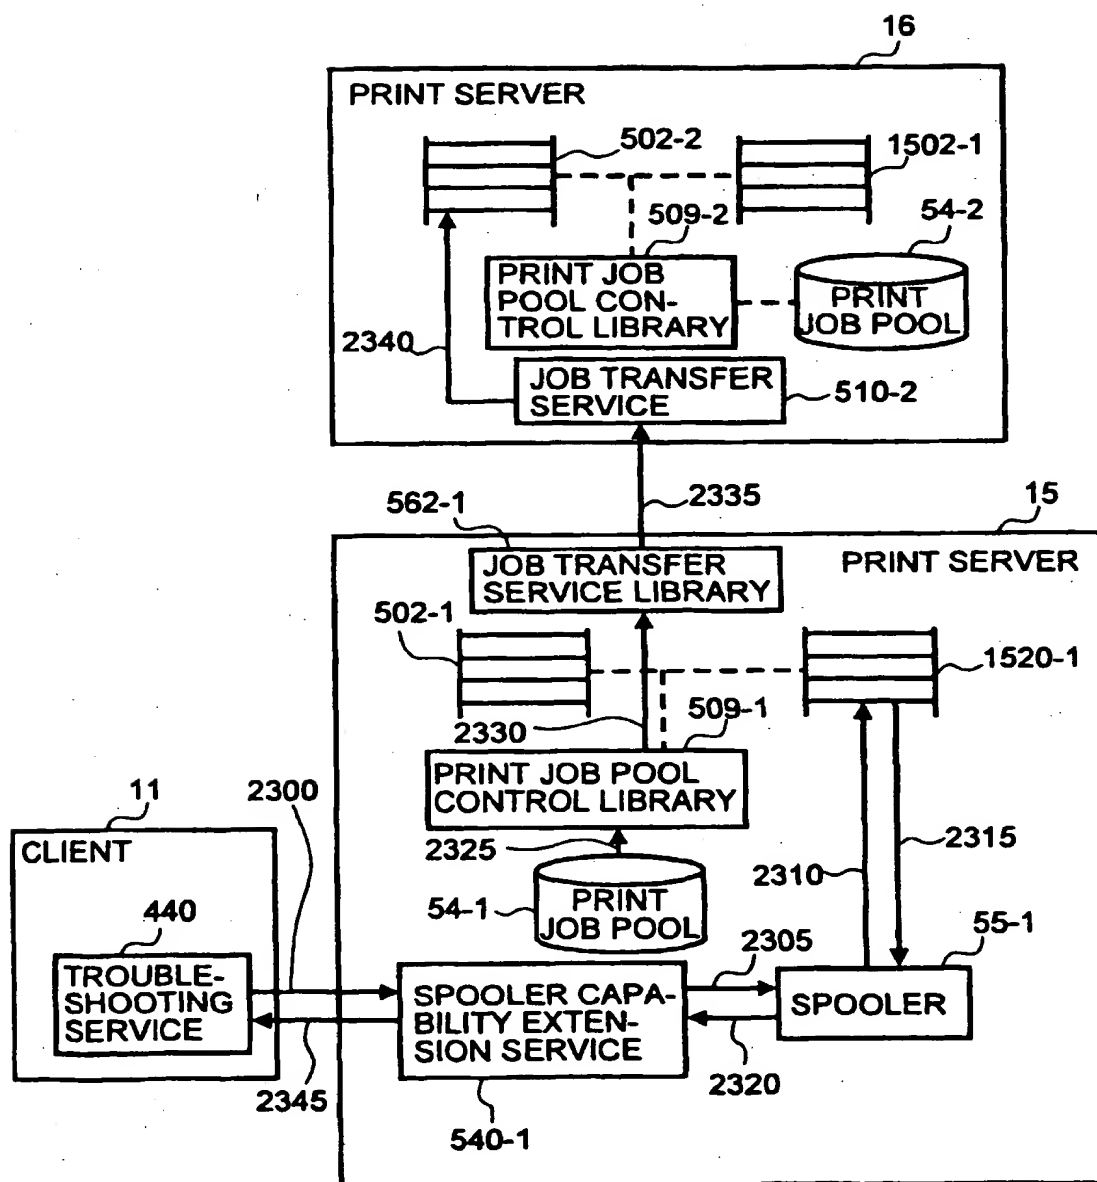 16
PRINT SERVER
502-2
1502-1
509-2
54-2
PRINT JOB
POOL CON-
TROL LIBRARY
PRINT
JOB POOL
2340
JOB TRANSFER
SERVICE
510-2
2335
562-1
15
JOB TRANSFER
SERVICE LIBRARY
PRINT SERVER
502-1
1520-1
2330
509-1
PRINT JOB POOL
CONTROL LIBRARY
11
2300
2325
2310
2315
CLIENT
PRINT
JOB POOL
54-1
440
2305
55-1
TROUBLE-
SHOOTING
SERVICE
SPOOLER CAPA-
BILITY EXTEN-
SION SERVICE
SPOOLER
2345
2320
540-1